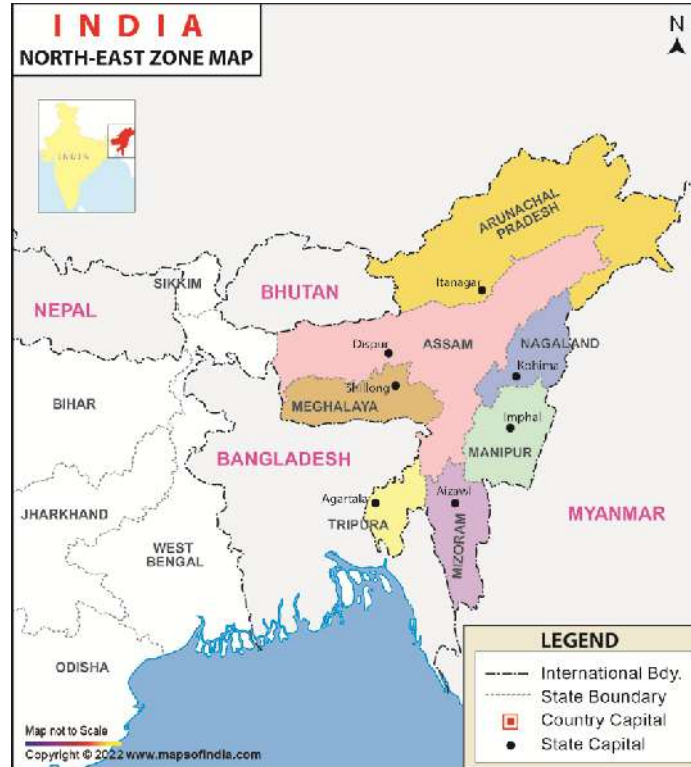 INDIA
NORTH-EAST ZONE MAP
N
INDIA
ARUNACHAL
PRADESH
SIKKIM
Itanagar
BHUTAN
NEPAL
Dispur
ASSAM
NAGALAND
Kohima
BIHAR
Shillong
MEGHALAYA
Imphal
MANIPUR
BANGLADESH
Agartala
Aizawl
JHARKHAND
TRIPURA
MYANMAR
MIZORAM
WEST
BENGAL
ODISHA
LEGEND
International Bdy.
State Boundary
Country Capital
State Capital
Map not to Scale
Copyright © 2022 www.mapsofindia.com